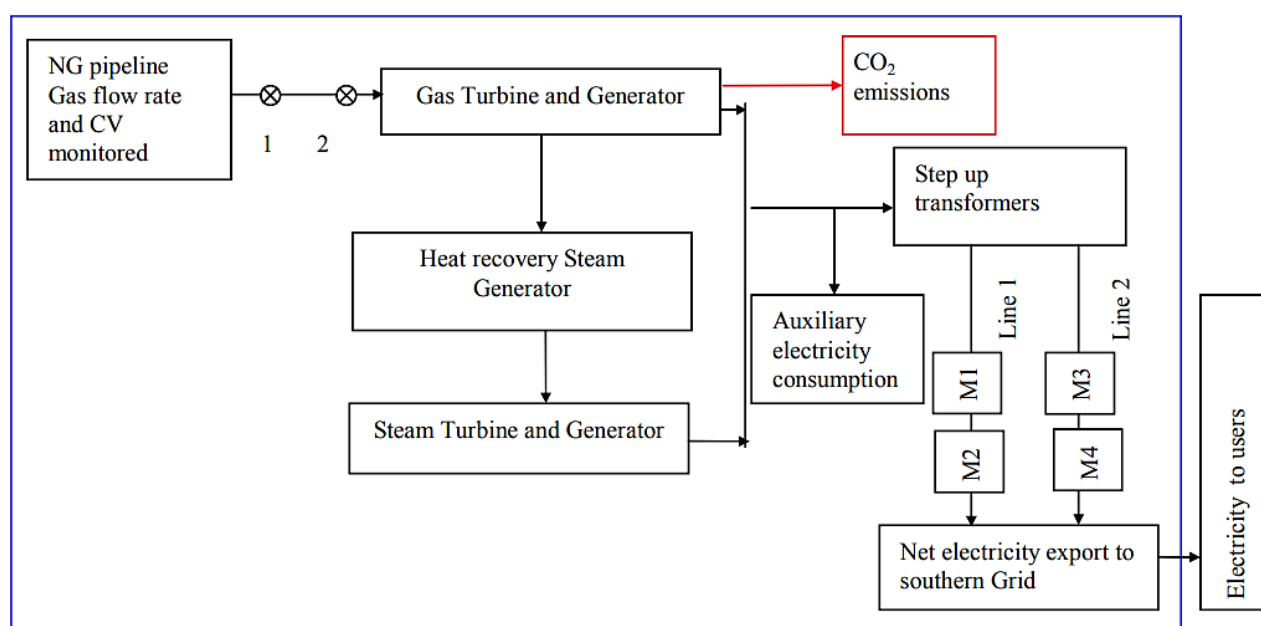 NG pipeline
Gas flow rate
and CV
monitored
1
2
Gas Turbine and Generator
CO₂
emissions
Step up
transformers
Heat recovery Steam
Generator
Auxiliary
electricity
consumption
Line 1
Line 2
M1
M3
Steam Turbine and Generator
M2
M4
Net electricity export to
southern Grid
Electricity to users